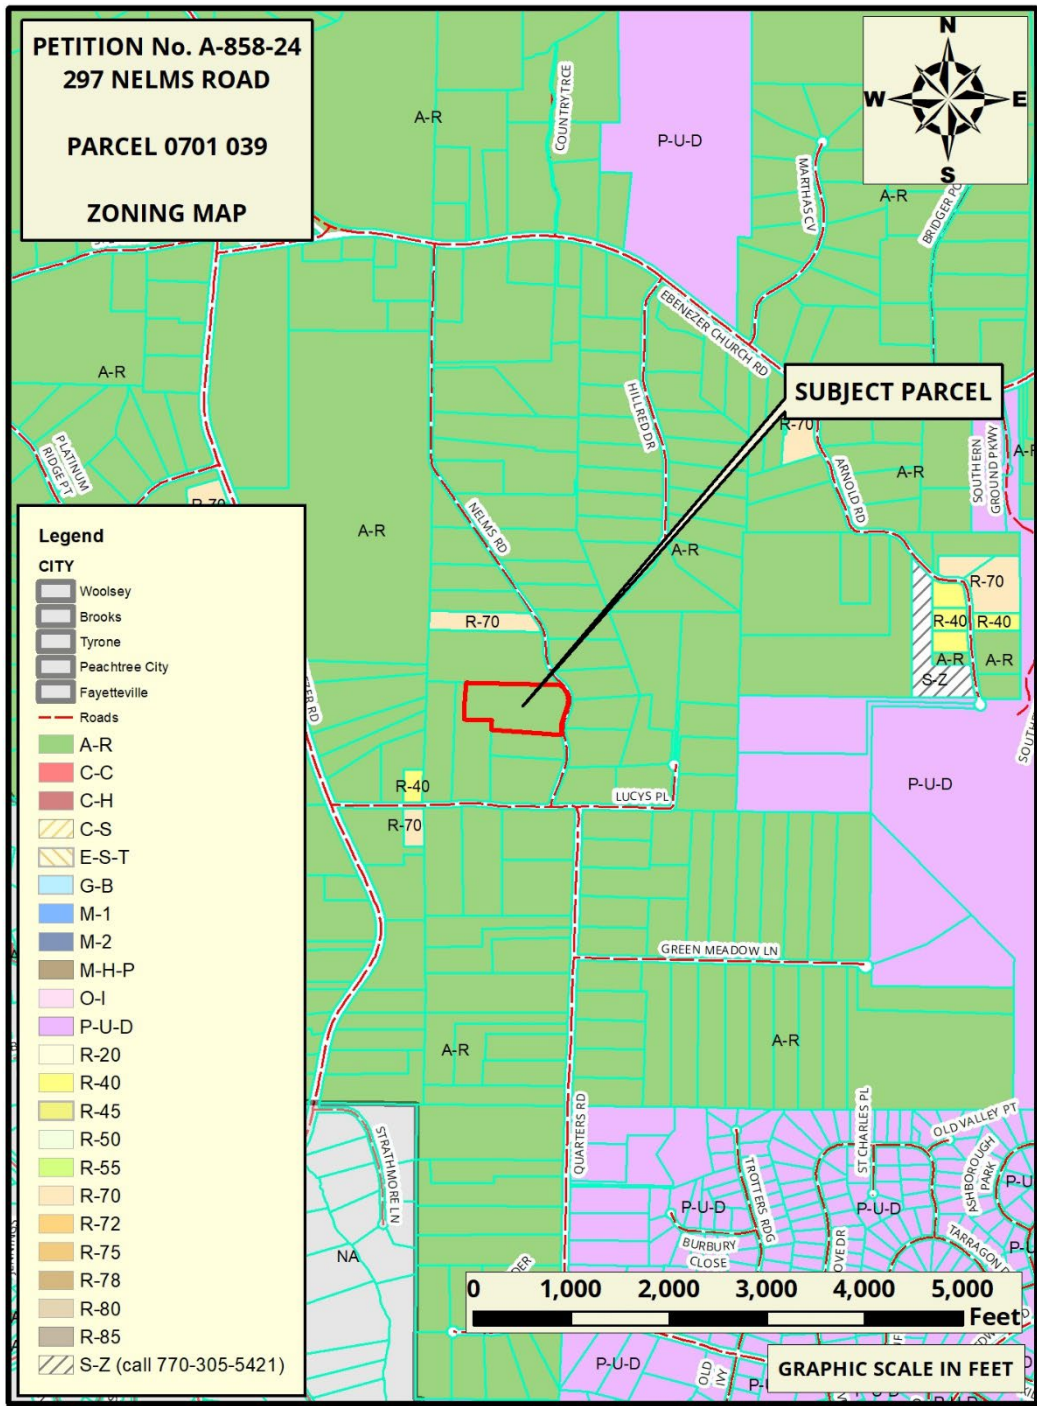 PETITION No. A-858-24
297 NELMS ROAD
PARCEL 0701 039
ZONING MAP
N
W
E
S
A-R
COUNTRY TRCE
P-U-D
MARTHAS CV
A-R
A-R
EBENEZER CHURCH RD
SUBJECT PARCEL
HILLRED DR
R-70
PLATINUM
RIDGE PT
ARNOLD RD
A-R
SOUTHERN
GROUND PKWY
NELMS RD
A-R
A-R
R-70
R-70
R-40
R-40
A-R
A-R
S-Z
R-70
P-U-D
R-40
LUCYS PL
R-70
GREEN MEADOW LN
A-R
A-R
QUARTERS RD
STRATHMORE LN
NA
ST CHARLES PL
OLD VALLEY PT
ASHBOROUGH
PARK
TROTTERS RDG
P-U-D
P-U-D
BURBURY
CLOSE
P-U-D
OLD
IVY
Legend
CITY
Woolsey
Brooks
Tyrone
Peachtree City
Fayetteville
Roads
A-R
C-C
C-H
C-S
E-S-T
G-B
M-1
M-2
M-H-P
O-I
P-U-D
R-20
R-40
R-45
R-50
R-55
R-70
R-72
R-75
R-78
R-80
R-85
S-Z (call 770-305-5421)
0 1,000 2,000 3,000 4,000 5,000
Feet
GRAPHIC SCALE IN FEET